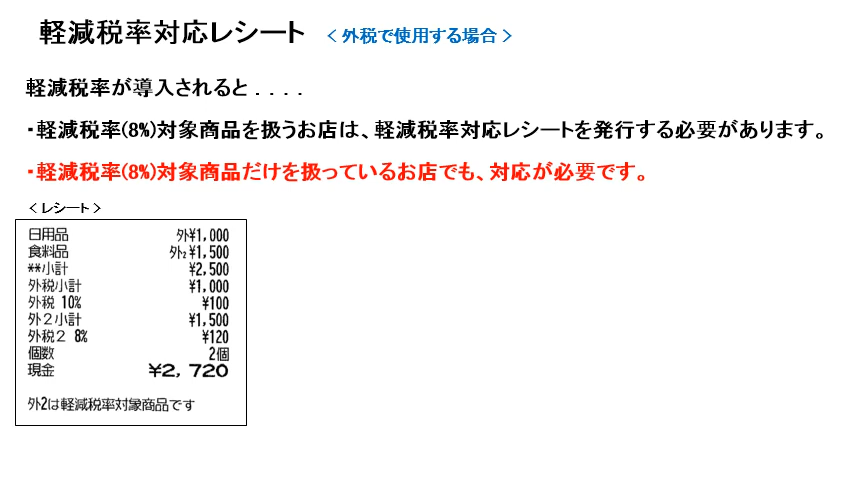 軽減税率対応レシート <外税で使用する場合>
軽減税率が導入されると....
・軽減税率(8%)対象商品を扱うお店は、軽減税率対応レシートを発行する必要があります。
・軽減税率(8%)対象商品だけを扱っているお店でも、対応が必要です。
<レシート>
日用品 外¥1,000
食料品 外2¥1,500
**小計 ¥2,500
外税小計 ¥1,000
外税 10% ¥100
外2小計 ¥1,500
外税2 8% ¥120
個数 2個
現金 ¥2,720
外2は軽減税率対象商品です